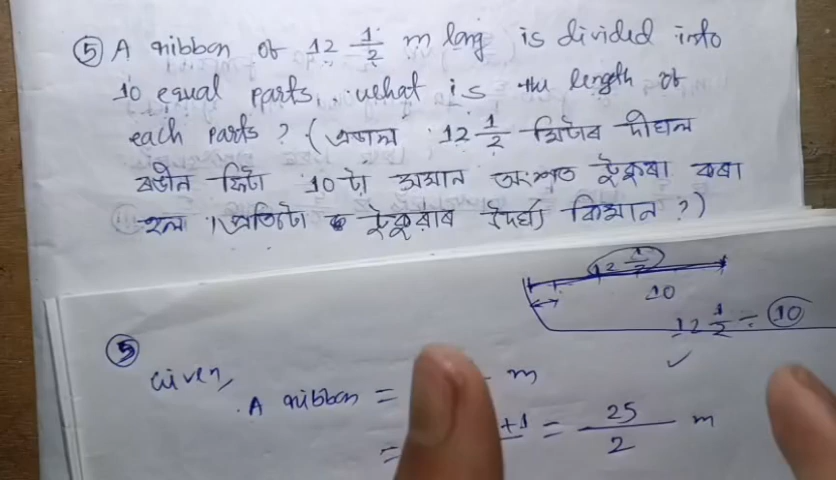 ⑤ A ribbon of 12 1/2 m long is divided into
10 equal parts. what is the length of
each parts? (এডাল 12 1/2 মিটাৰ দীঘল
ৰঙীন ফিটা 10 টা সমান অংশত টুকুৰা কৰা
হল। প্ৰতিটো টুকুৰাৰ দৈৰ্ঘ্য কিমান?)
12 1/2
10
12 1/2 ÷ 10
⑤
Given,
A ribbon = m
= +1 = 25/2 m